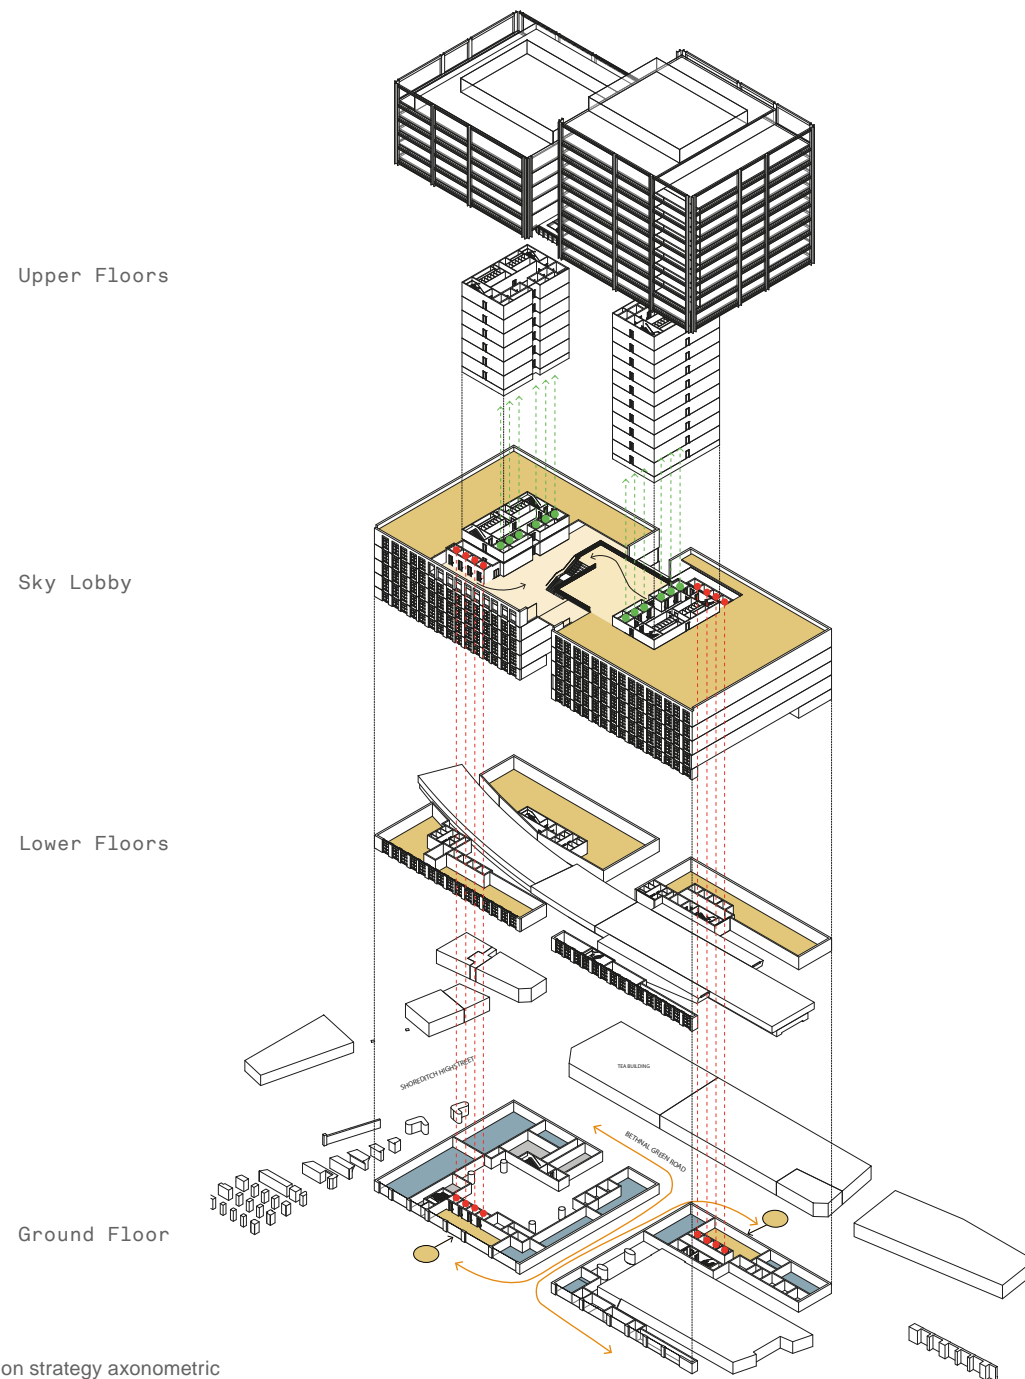 Upper Floors
Sky Lobby
Lower Floors
SHOREDITCH HIGH STREET
TEA BUILDING
BETHNAL GREEN ROAD
Ground Floor
on strategy axonometric